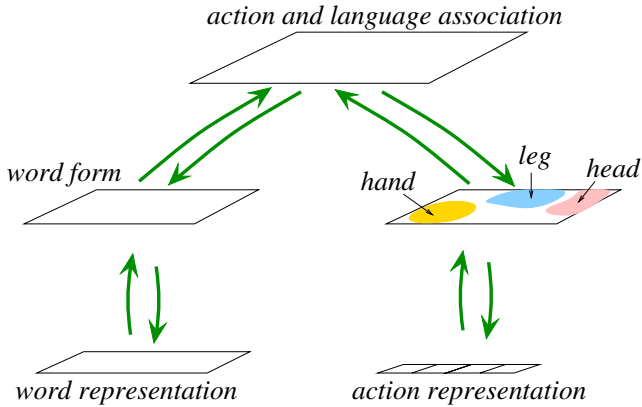 action and language association
word form
leg
hand
head
word representation
action representation